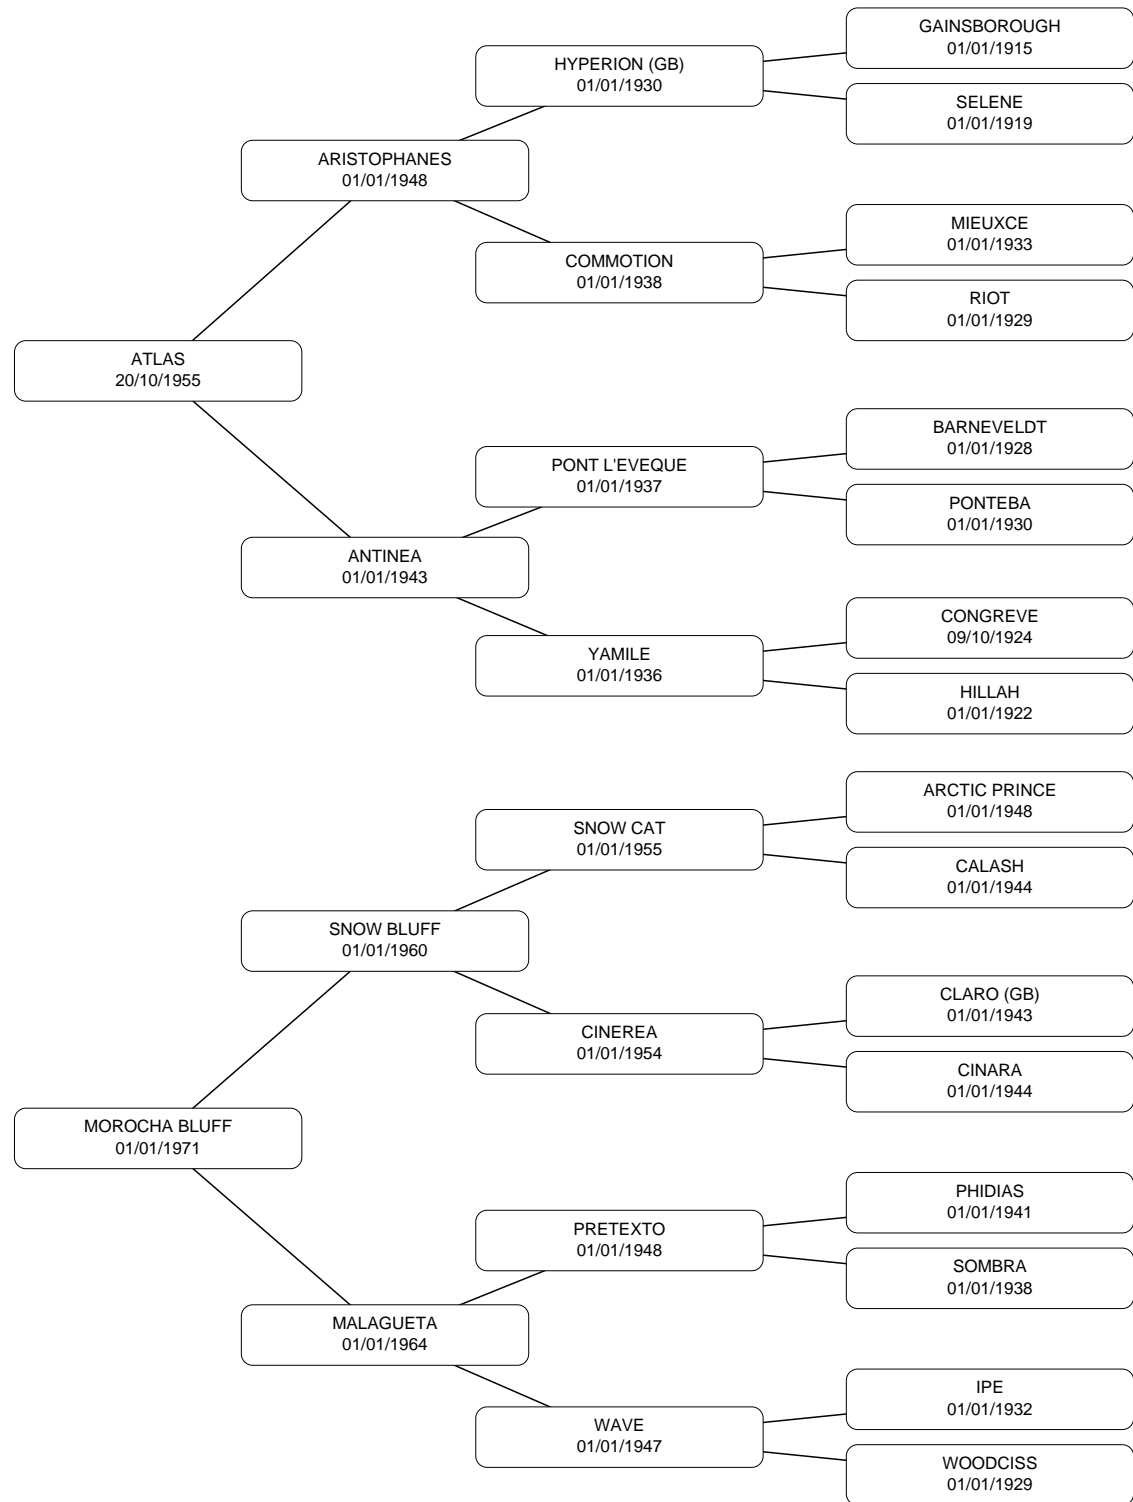 GAINSBOROUGH
01/01/1915
HYPERION (GB)
01/01/1930
SELENE
01/01/1919
ARISTOPHANES
01/01/1948
MIEUXCE
01/01/1933
COMMOTION
01/01/1938
RIOT
01/01/1929
ATLAS
20/10/1955
BARNEVELDT
01/01/1928
PONT L'EVEQUE
01/01/1937
PONTEBA
01/01/1930
ANTINEA
01/01/1943
CONGREVE
09/10/1924
YAMILE
01/01/1936
HILLAH
01/01/1922
ARCTIC PRINCE
01/01/1948
SNOW CAT
01/01/1955
CALASH
01/01/1944
SNOW BLUFF
01/01/1960
CLARO (GB)
01/01/1943
CINEREA
01/01/1954
CINARA
01/01/1944
MOROCHA BLUFF
01/01/1971
PHIDIAS
01/01/1941
PRETEXTO
01/01/1948
SOMBRA
01/01/1938
MALAGUETA
01/01/1964
IPE
01/01/1932
WAVE
01/01/1947
WOODCISS
01/01/1929